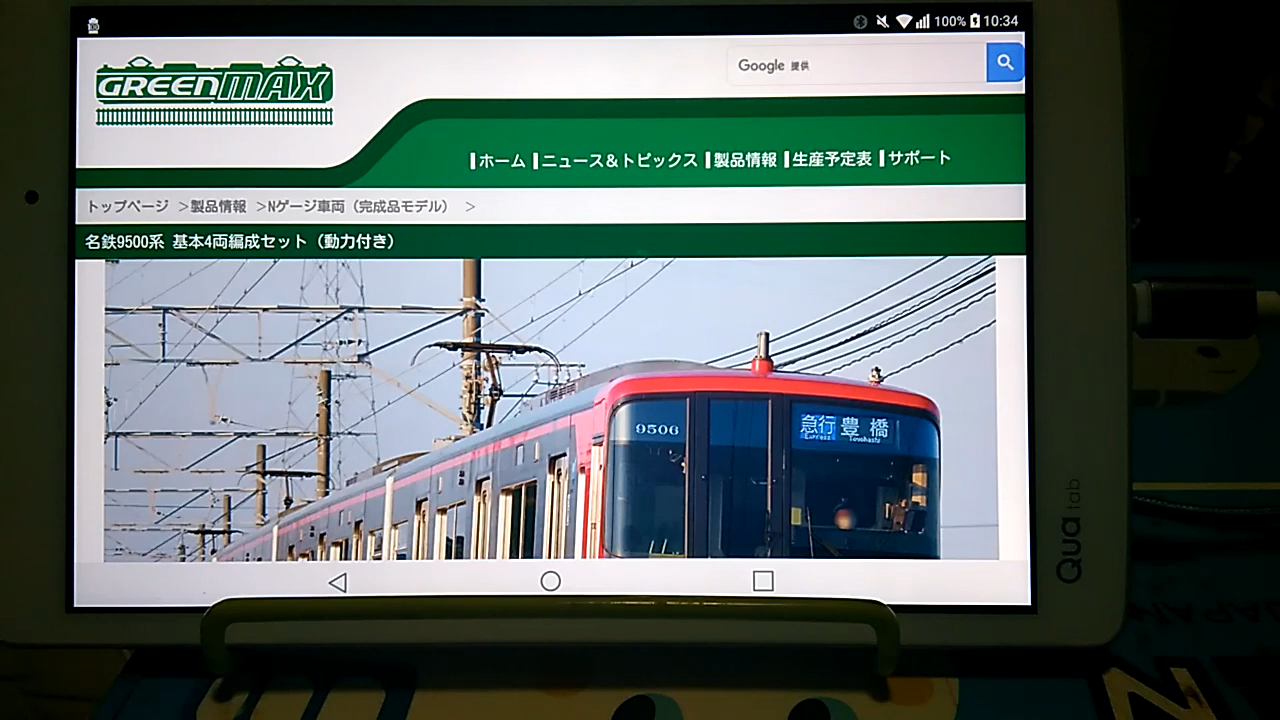 100% 10:34
GREENMAX
Google 提供
ホーム ニュース&トピックス 製品情報 生産予定表 サポート
トップページ >製品情報 >Nゲージ車両(完成品モデル) >
名鉄9500系 基本4両編成セット(動力付き)
9506
急行 豊橋
Express Toyohashi
Qua tab